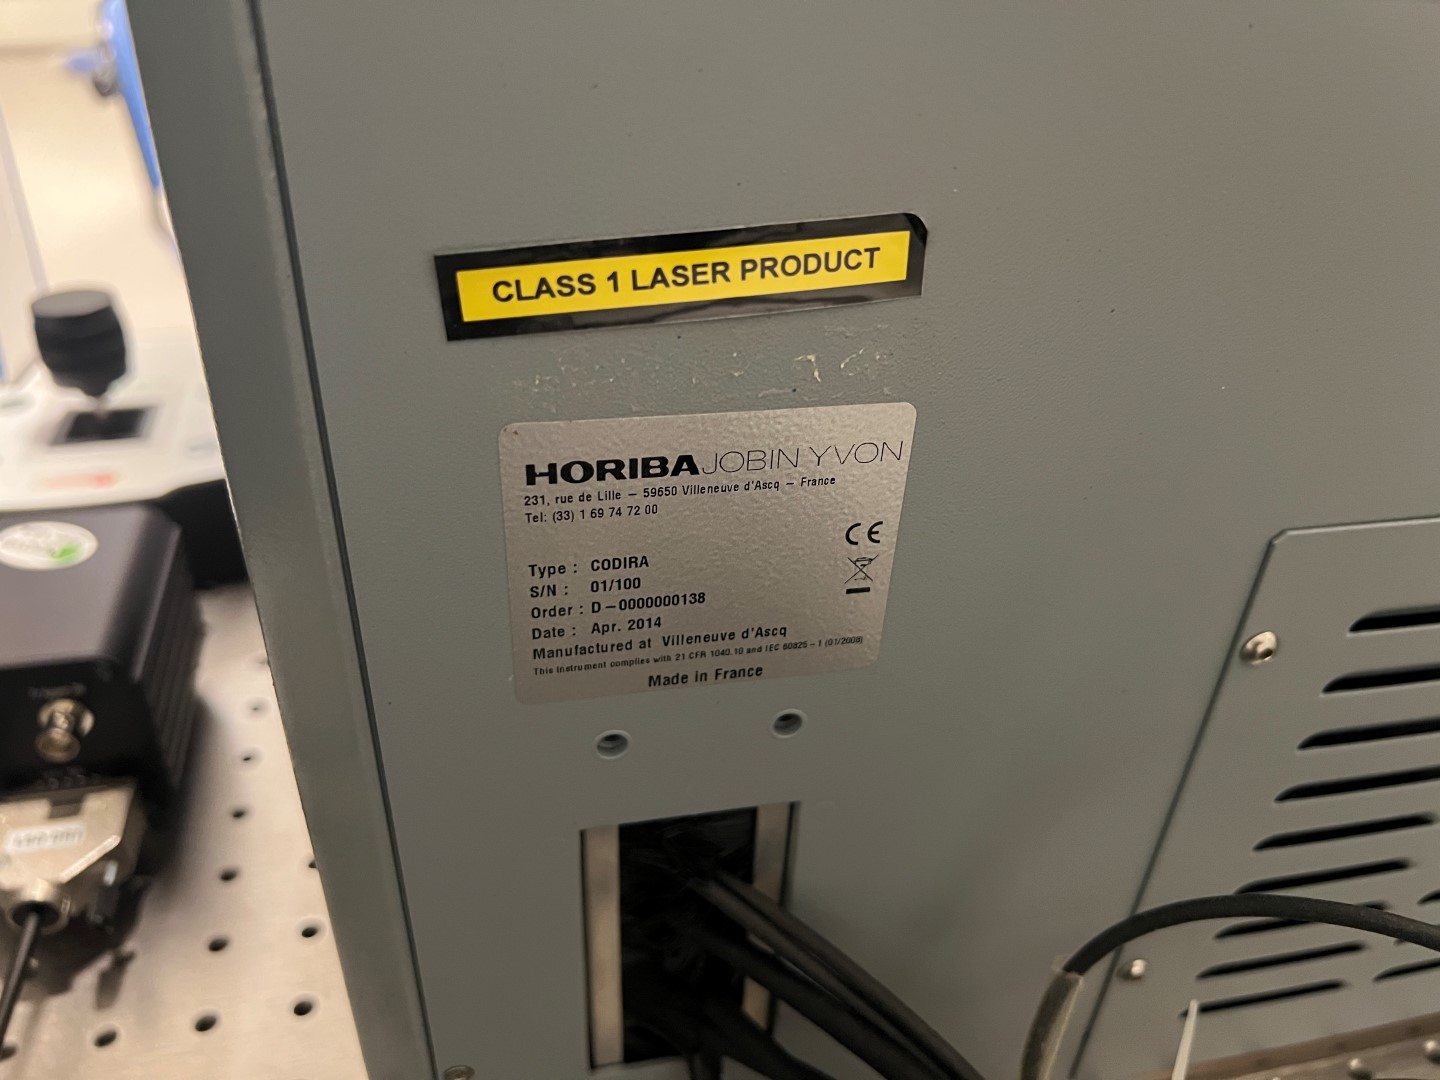 CLASS 1 LASER PRODUCT
HORIBA JOBIN YVON
231, rue de Lille – 59650 Villeneuve d'Ascq – France
Tel: (33) 1 69 74 72 00
CE
Type : CODIRA
S/N : 01/100
Order : D-0000000138
Date : Apr. 2014
Manufactured at Villeneuve d'Ascq
This instrument complies with 21 CFR 1040.10 and IEC 60825-1 (01/2008)
Made in France